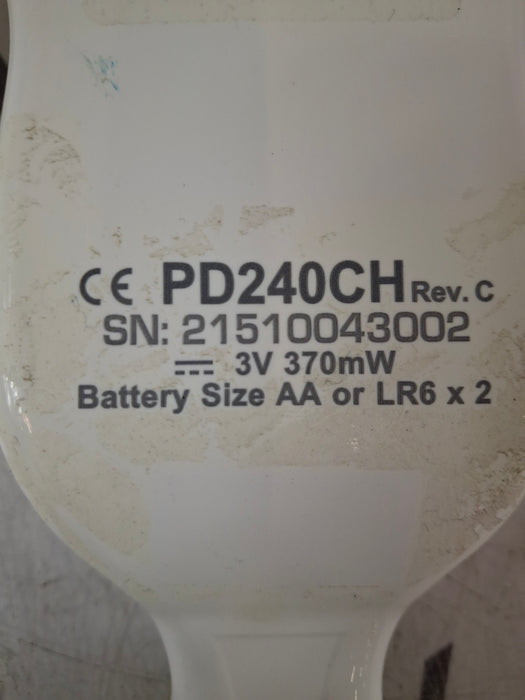 CE PD240CH Rev. C
SN: 21510043002
⎓ 3V 370mW
Battery Size AA or LR6 x 2